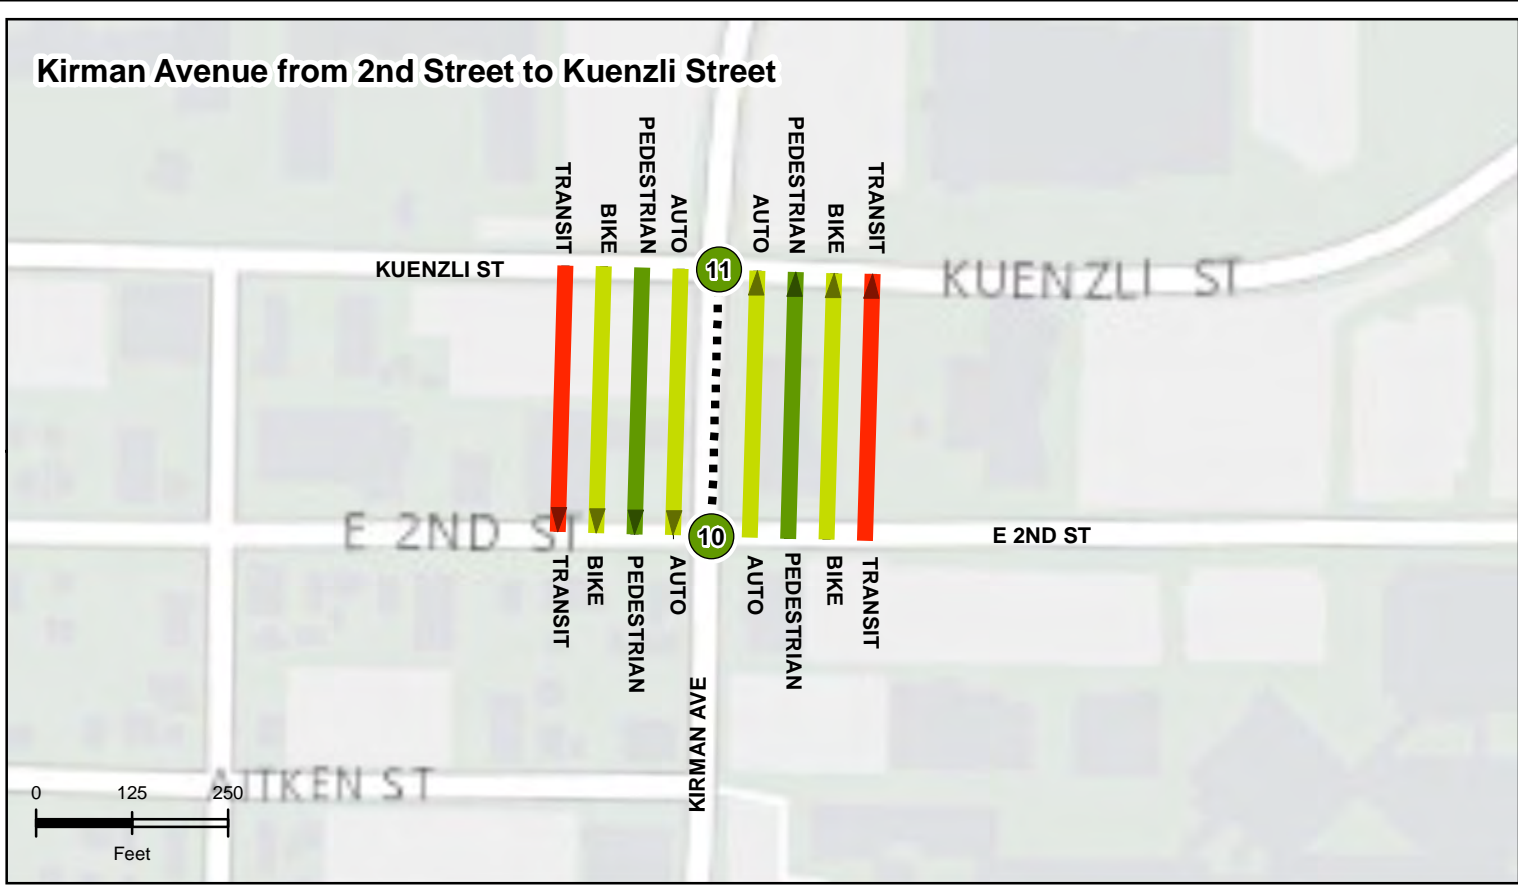 Kirman Avenue from 2nd Street to Kuenzli Street
TRANSIT
BIKE
PEDESTRIAN
AUTO
AUTO
PEDESTRIAN
BIKE
TRANSIT
KUENZLI ST
11
KUENZLI ST
E 2ND ST
10
E 2ND ST
TRANSIT
BIKE
PEDESTRIAN
AUTO
AUTO
PEDESTRIAN
BIKE
TRANSIT
KIRMAN AVE
AITKEN ST
0 125 250
Feet